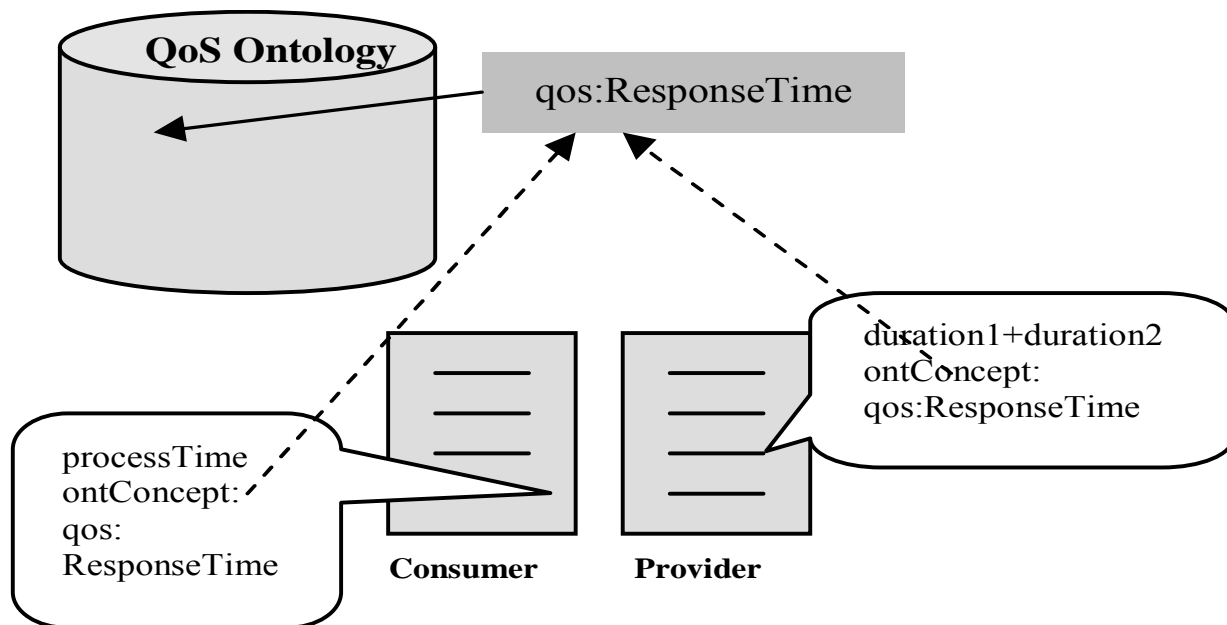 QoS Ontology
qos:ResponseTime
duration1+duration2
ontConcept:
qos:ResponseTime
processTime
ontConcept:
qos:
ResponseTime
Consumer
Provider